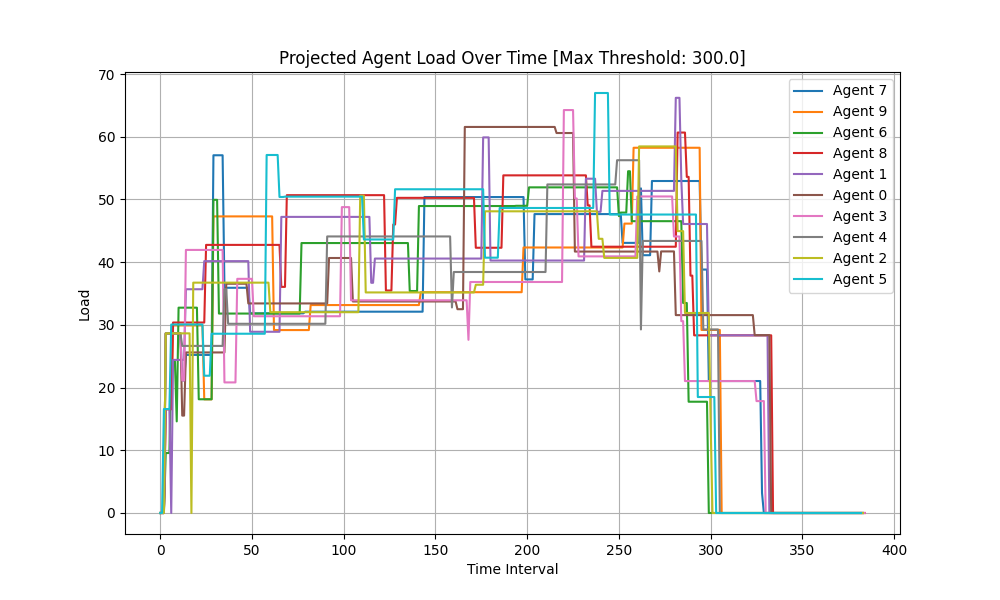 Projected Agent Load Over Time [Max Threshold: 300.0]
Load
70
60
50
40
30
20
10
0
0 50 100 150 200 250 300 350 400
Time Interval
Agent 7
Agent 9
Agent 6
Agent 8
Agent 1
Agent 0
Agent 3
Agent 4
Agent 2
Agent 5